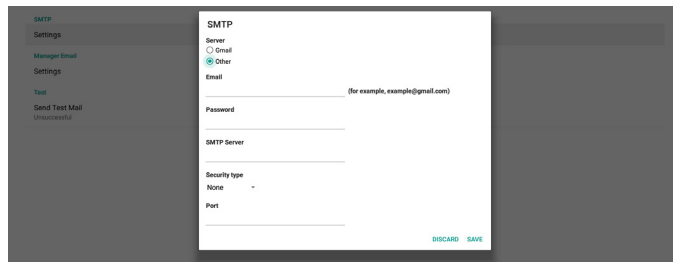 SMTP
Settings
Manager Email
Settings
Test
Send Test Mail
Unsuccessful
SMTP
Server
Gmail
Other
Email
(for example, example@gmail.com)
Password
SMTP Server
Security type
None
Port
DISCARD SAVE